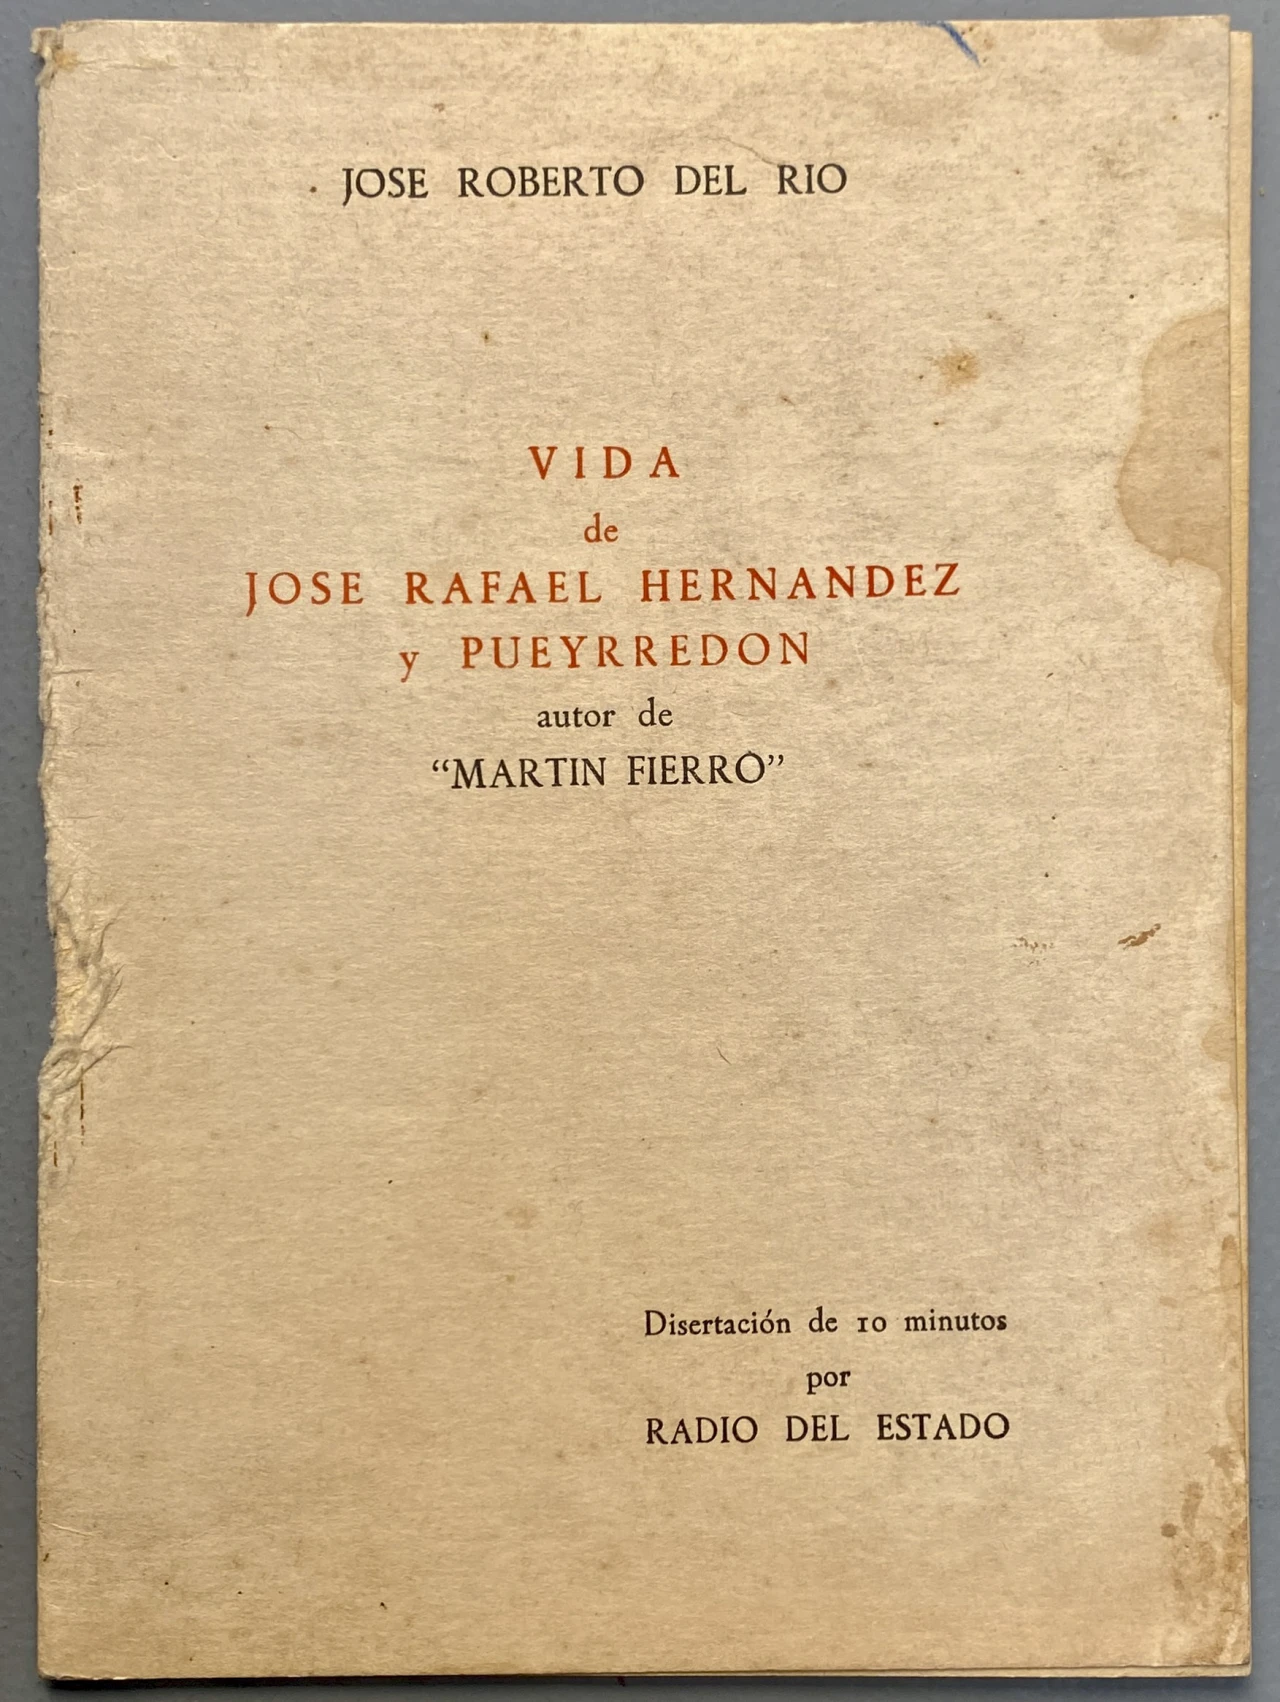 JOSE ROBERTO DEL RIO
VIDA
de
JOSE RAFAEL HERNANDEZ
y PUEYRREDON
autor de
“MARTIN FIERRO”
Disertación de 10 minutos
por
RADIO DEL ESTADO